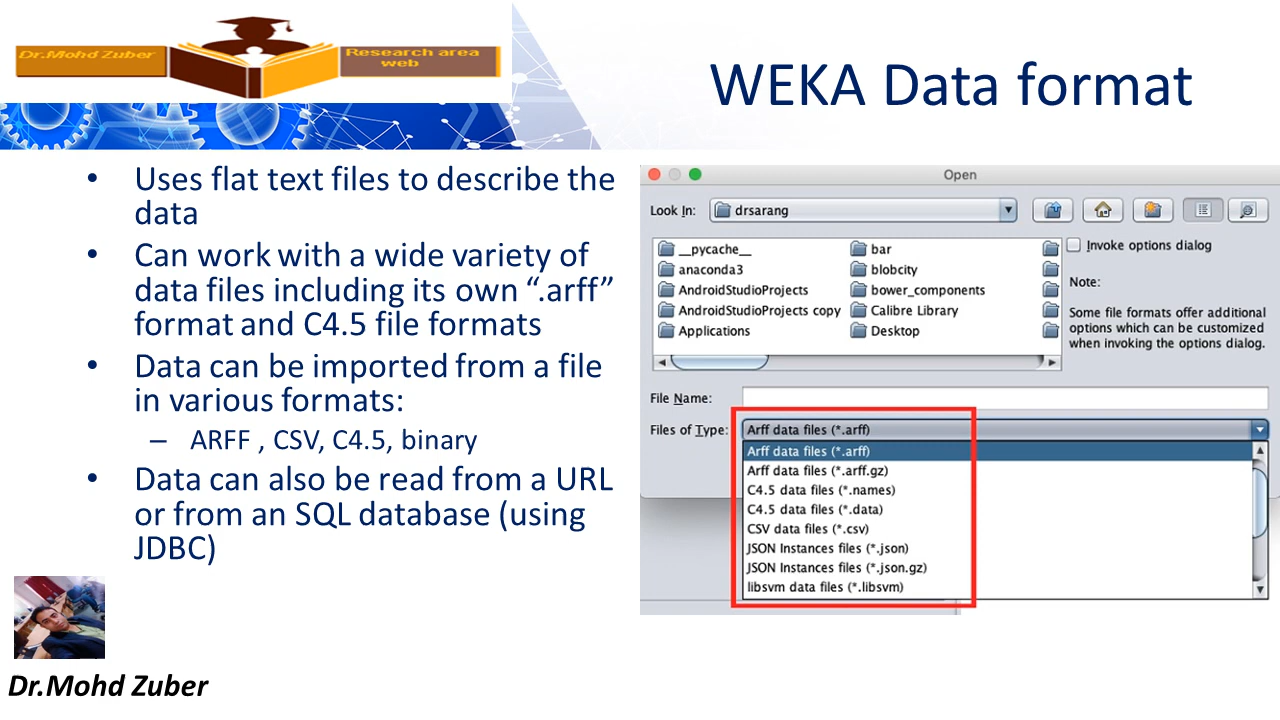 Dr.Mohd Zuber
Research area
web
WEKA Data format
• Uses flat text files to describe the
data
• Can work with a wide variety of
data files including its own “.arff”
format and C4.5 file formats
• Data can be imported from a file
in various formats:
– ARFF , CSV, C4.5, binary
• Data can also be read from a URL
or from an SQL database (using
JDBC)
Dr.Mohd Zuber
Open
Look In: drsarang
__pycache__ bar
anaconda3 blobcity
AndroidStudioProjects bower_components
AndroidStudioProjects copy Calibre Library
Applications Desktop
Invoke options dialog
Note:
Some file formats offer additional
options which can be customized
when invoking the options dialog.
File Name:
Files of Type: Arff data files (*.arff)
Arff data files (*.arff)
Arff data files (*.arff.gz)
C4.5 data files (*.names)
C4.5 data files (*.data)
CSV data files (*.csv)
JSON Instances files (*.json)
JSON Instances files (*.json.gz)
libsvm data files (*.libsvm)